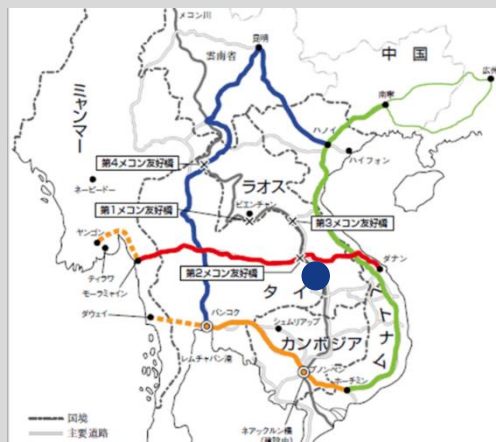 メコン川
昆明
雲南省
中国
広州
南寧
ミャンマー
ハノイ
ハイフォン
第4メコン友好橋
ラオス
ネーピードー
第1メコン友好橋
ビエンチャン
第3メコン友好橋
ヤンゴン
ティラワ
第2メコン友好橋
ダナン
モーラミャイン
タイ
ベトナム
ダウェイ
バンコク
シェムリアップ
レムチャバン港
カンボジア
プノンペン
ホーチミン
ネアックルン橋
国境
主要道路